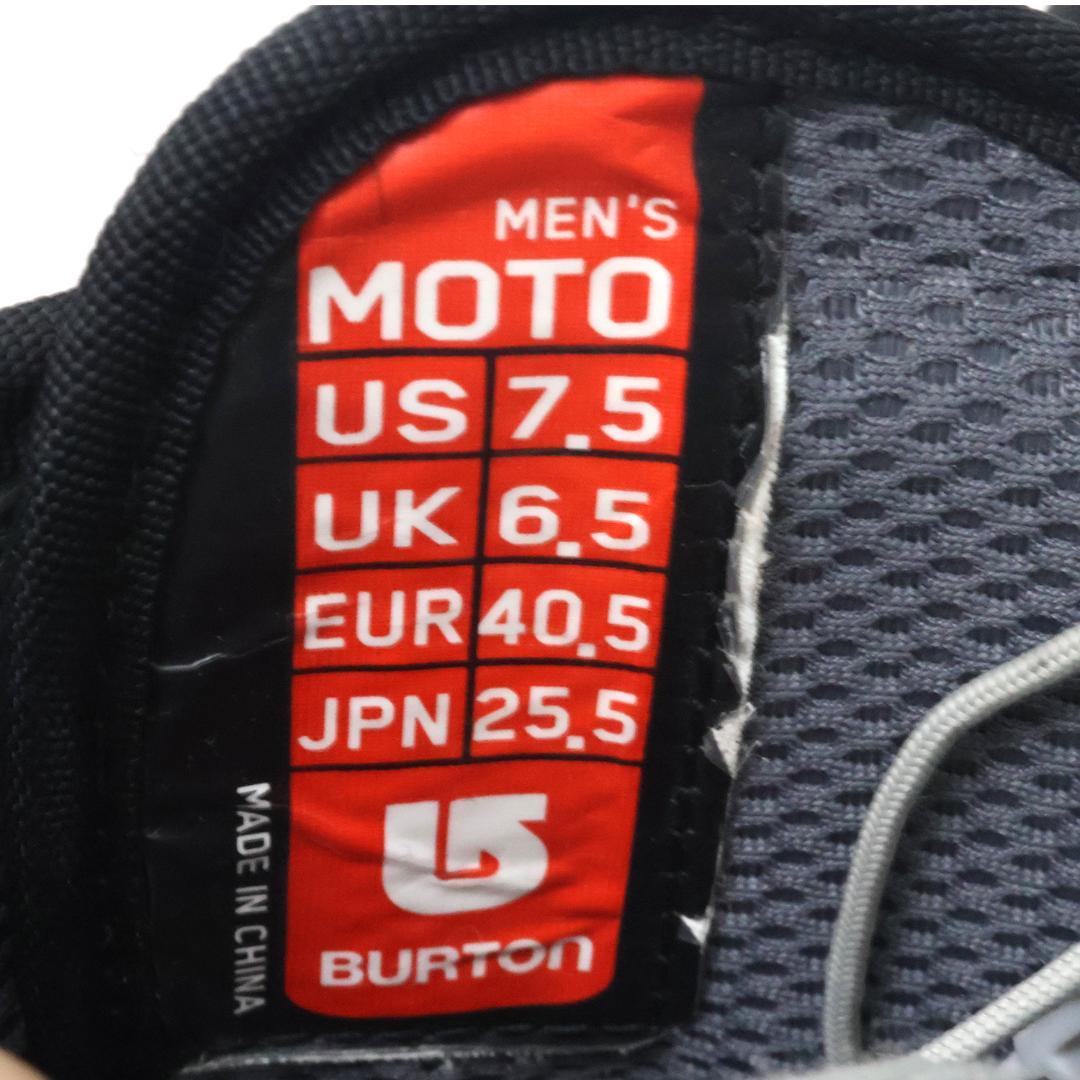 MEN'S
MOTO
US 7.5
UK 6.5
EUR 40.5
JPN 25.5
BURTON
MADE IN CHINA